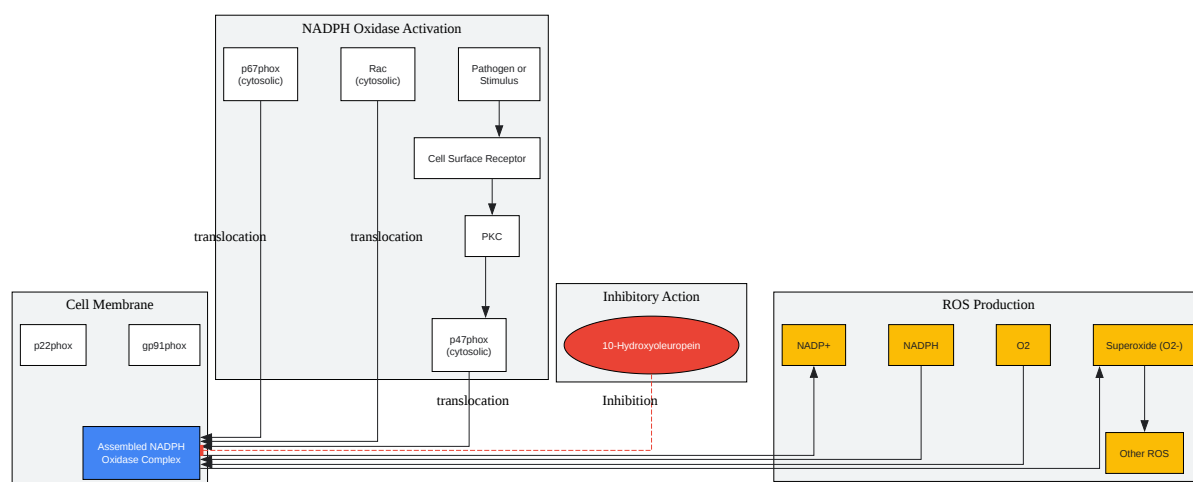 NADPH Oxidase Activation
p67phox
(cytosolic)
Rac
(cytosolic)
Pathogen or
Stimulus
Cell Surface Receptor
translocation
translocation
PKC
Cell Membrane
Inhibitory Action
ROS Production
p22phox
gp91phox
p47phox
(cytosolic)
10-Hydroxyoleuropein
NADP+
NADPH
O2
Superoxide (O2-)
translocation
Inhibition
Assembled NADPH
Oxidase Complex
Other ROS